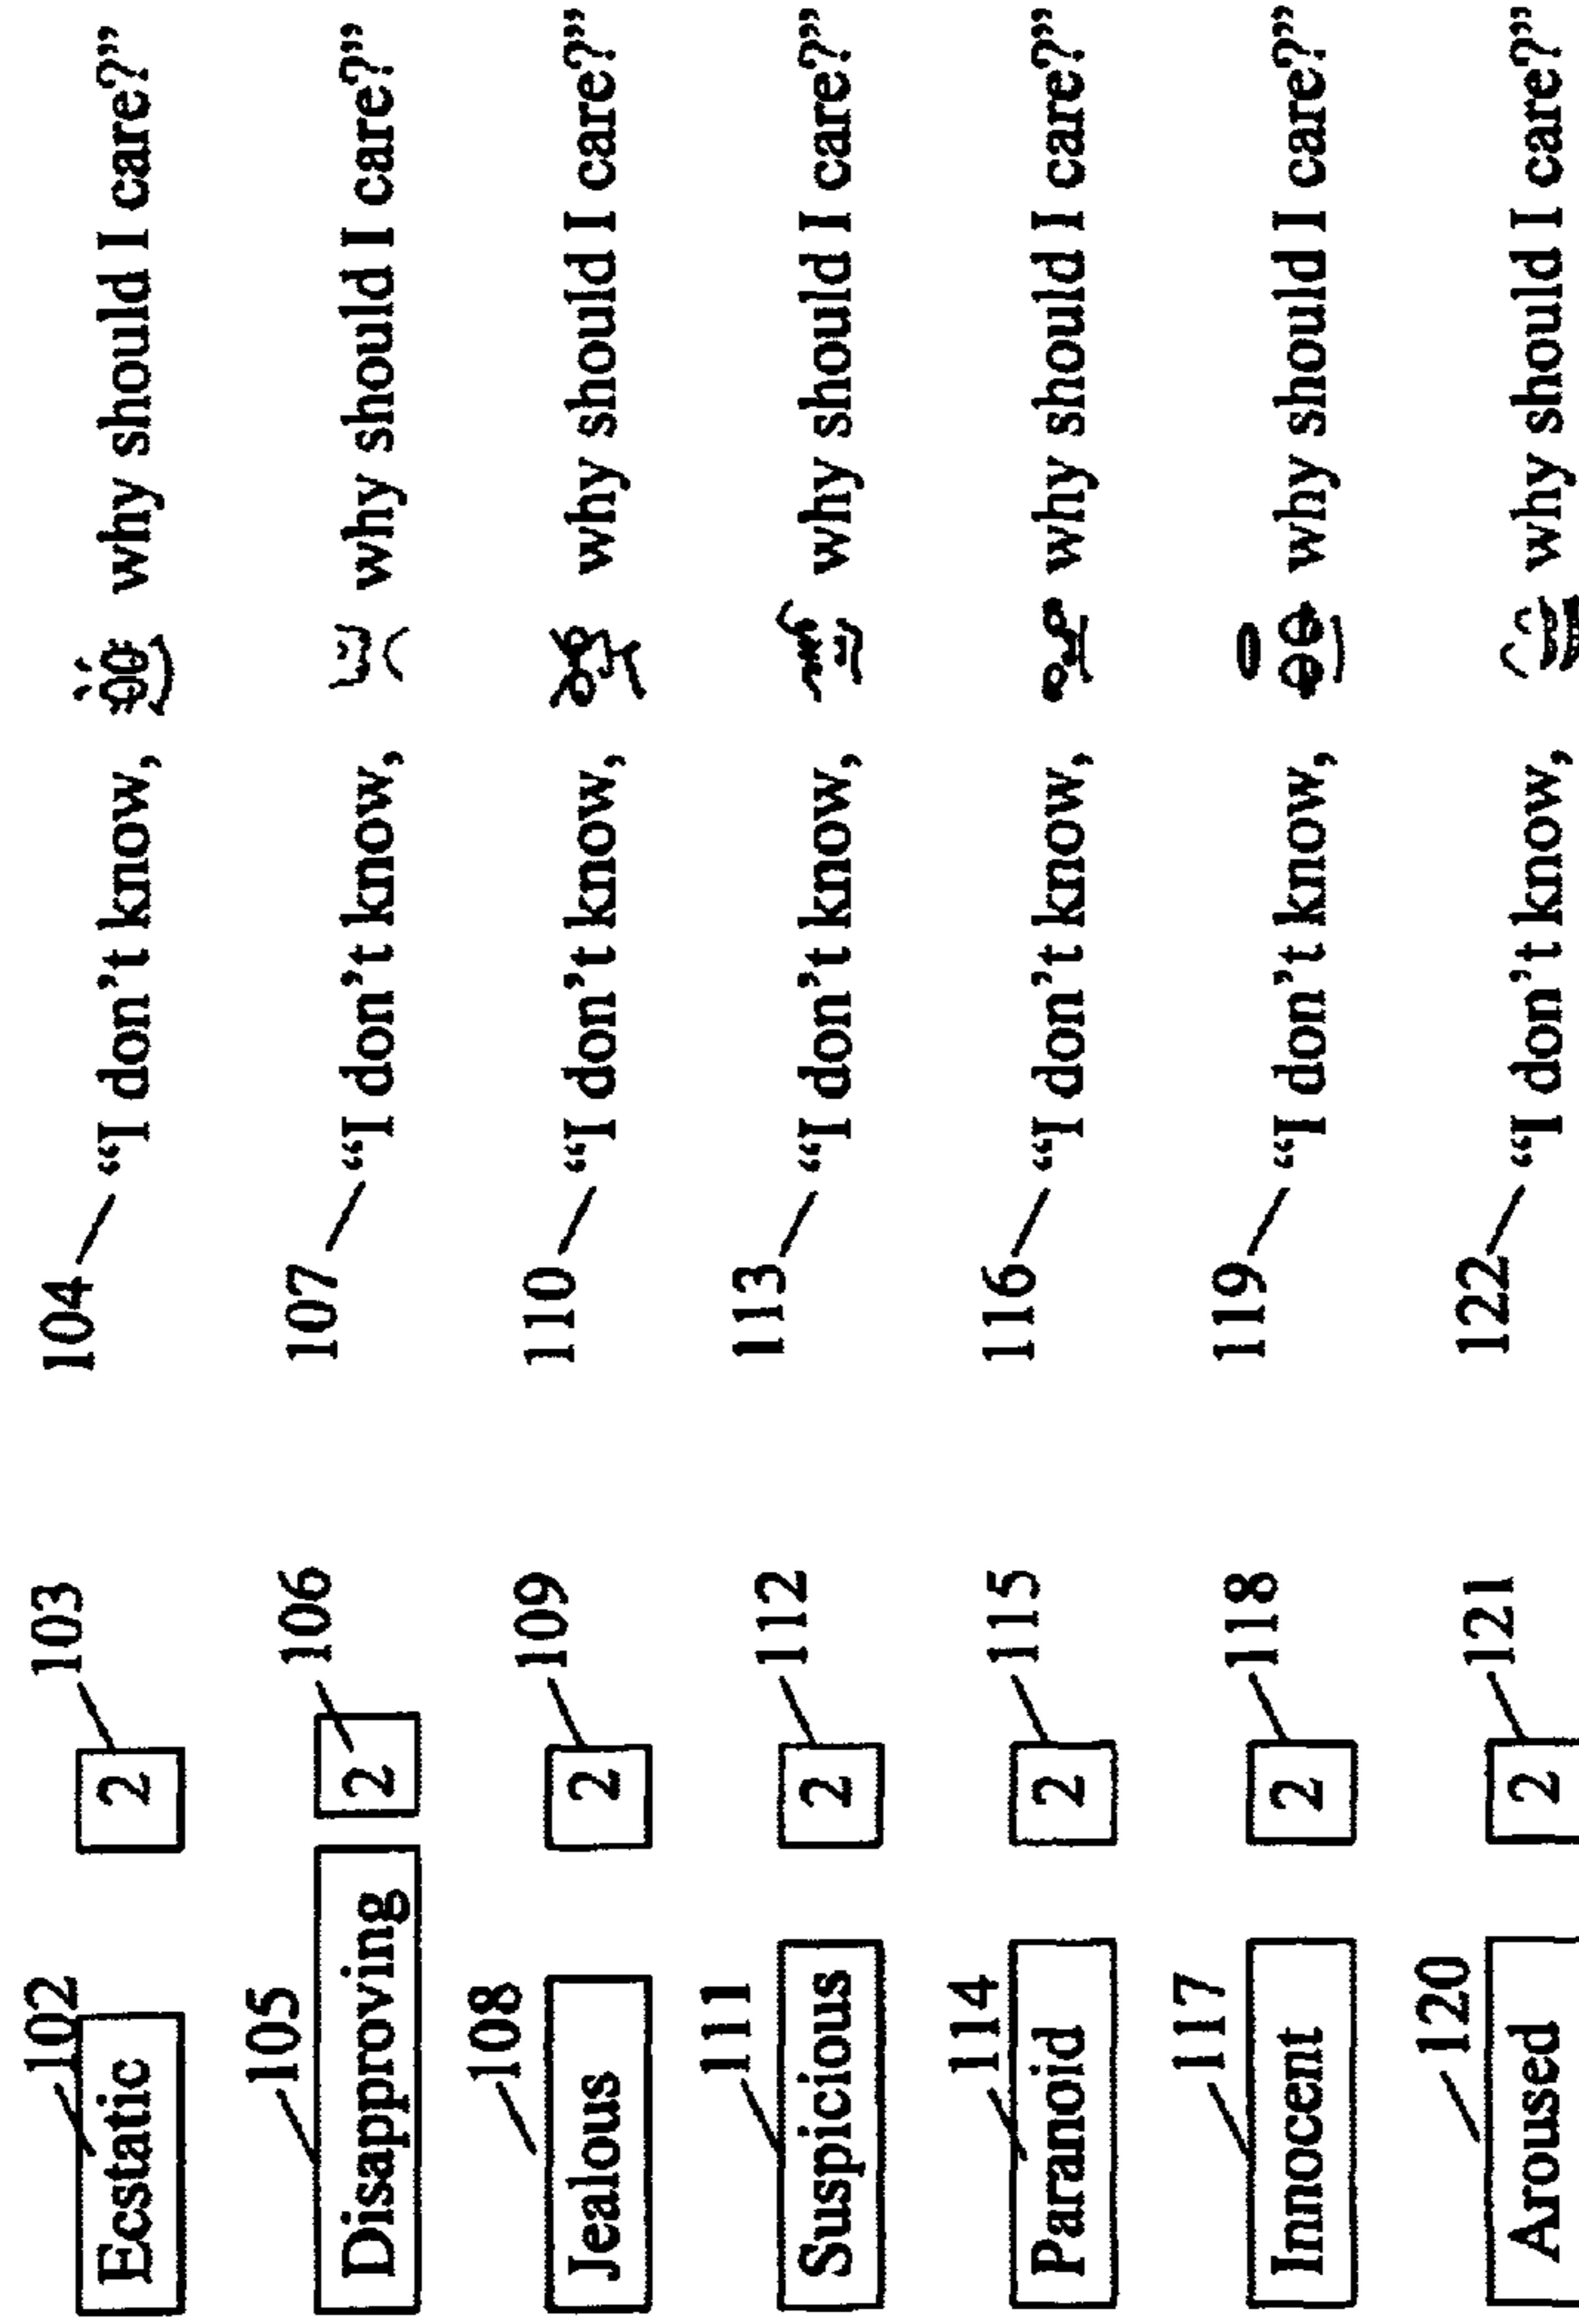 102 103 104
Ecstatic 2 “I don’t know, why should I care?”
105 106 107
Disapproving 2 “I don’t know, why should I care?”
108 109 110
Jealous 2 “I don’t know, why should I care?”
111 112 113
Suspicious 2 “I don’t know, why should I care?”
114 115 116
Paranoid 2 “I don’t know, why should I care?”
117 118 119
Innocent 2 “I don’t know, why should I care?”
120 121 122
Aroused 2 “I don’t know, why should I care?”